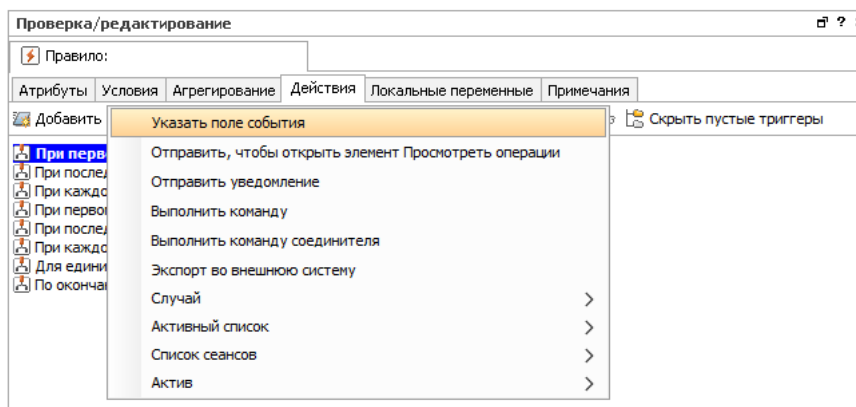 Проверка/редактирование
Правило:
Атрибуты Условия Агрегирование Действия Локальные переменные Примечания
Добавить Скрыть пустые триггеры
Указать поле события
Отправить, чтобы открыть элемент Просмотреть операции
Отправить уведомление
Выполнить команду
Выполнить команду соединителя
Экспорт во внешнюю систему
Случай
Активный список
Список сеансов
Актив
При перв
При послед
При каждо
При первог
При послед
При каждо
Для едини
По окончан